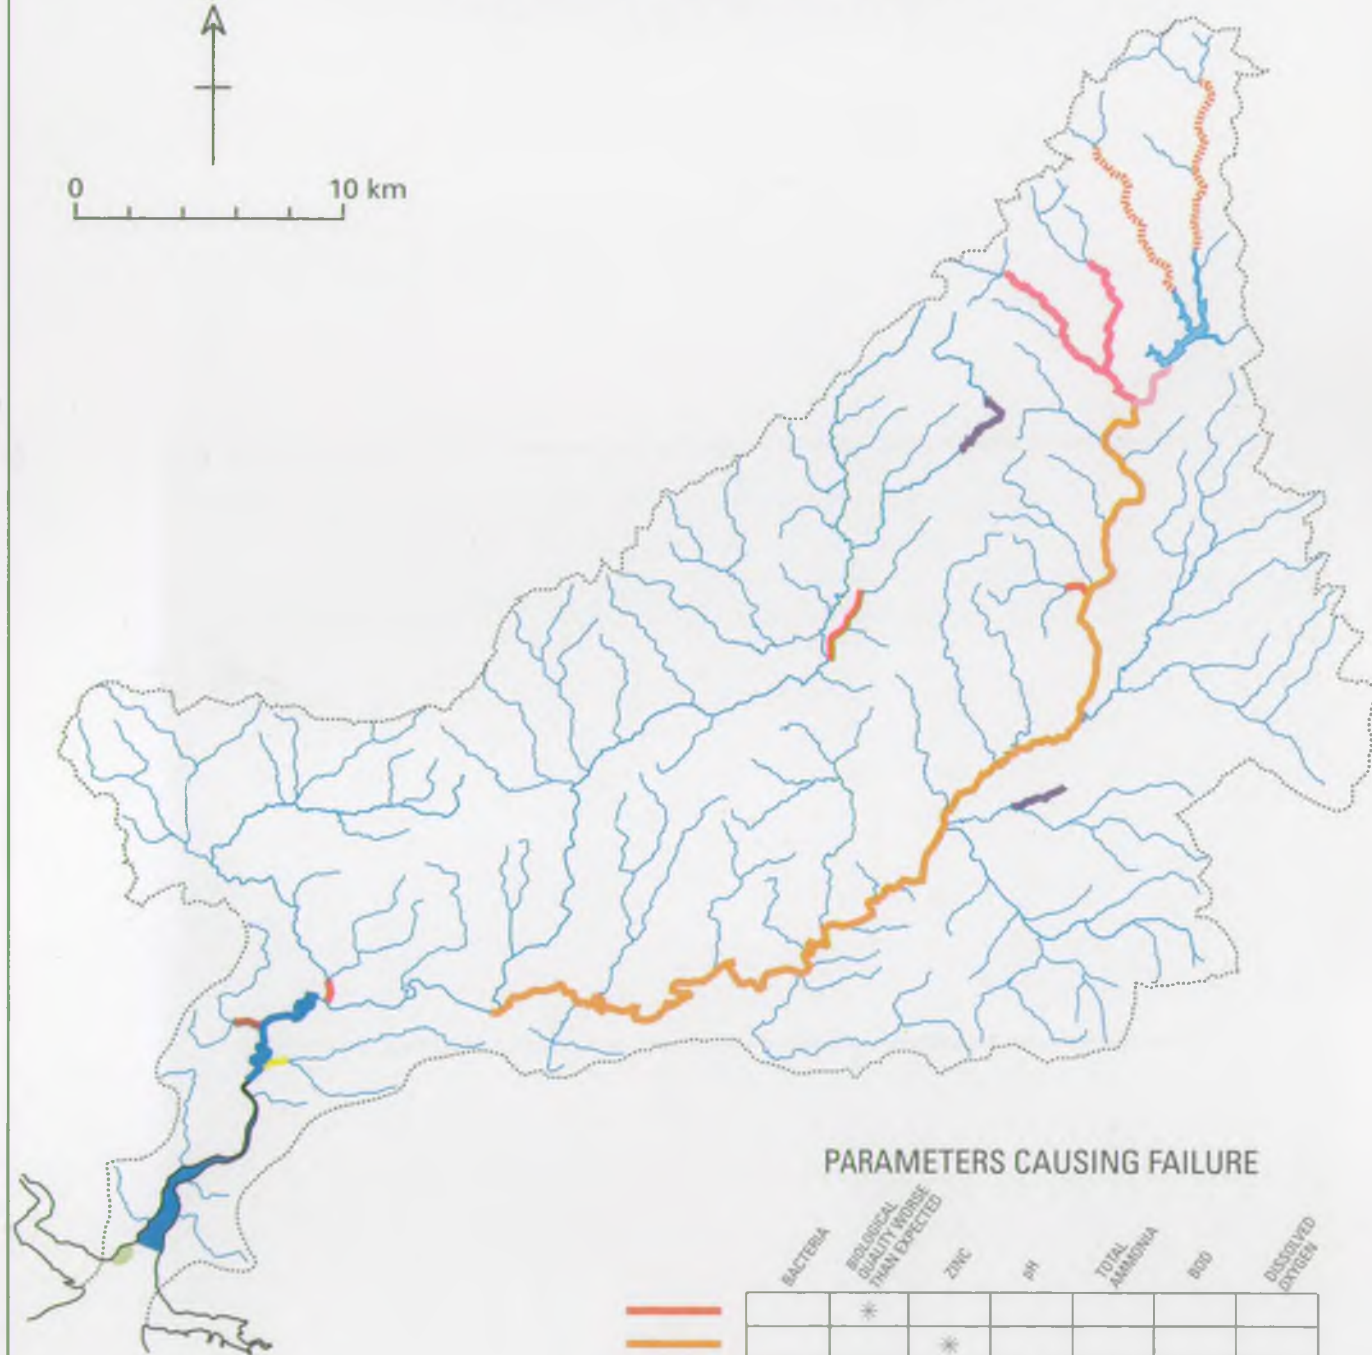 0 10 km
PARAMETERS CAUSING FAILURE
BACTERIA
BIOLOGICAL
QUALITY WORSE
THAN EXPECTED
ZINC
pH
TOTAL
AMMONIA
BOD
DISSOLVED
OXYGEN
*
*